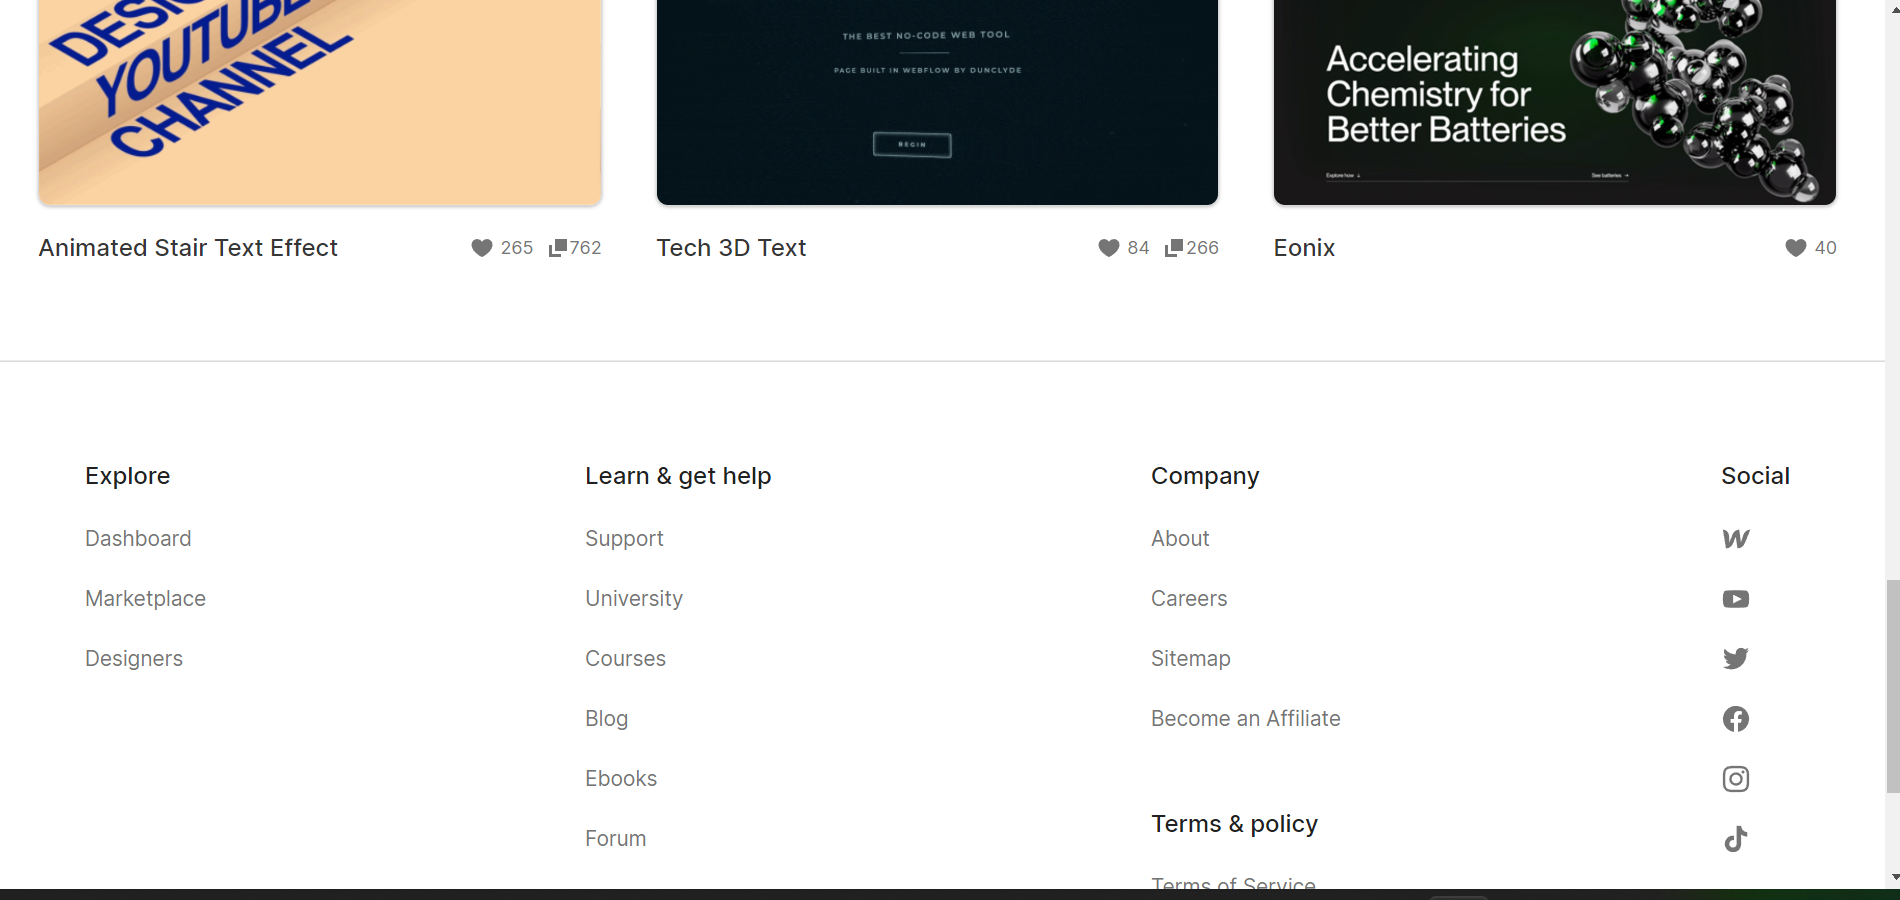 DESIGN
YOUTUBE
CHANNEL
THE BEST NO-CODE WEB TOOL
PAGE BUILT IN WEBFLOW BY DUNCLYDE
BEGIN
Accelerating
Chemistry for
Better Batteries
Explore how ↓
See batteries →
Animated Stair Text Effect
265
762
Tech 3D Text
84
266
Eonix
40
Explore
Dashboard
Marketplace
Designers
Learn & get help
Support
University
Courses
Blog
Ebooks
Forum
Company
About
Careers
Sitemap
Become an Affiliate
Terms & policy
Terms of Service
Social